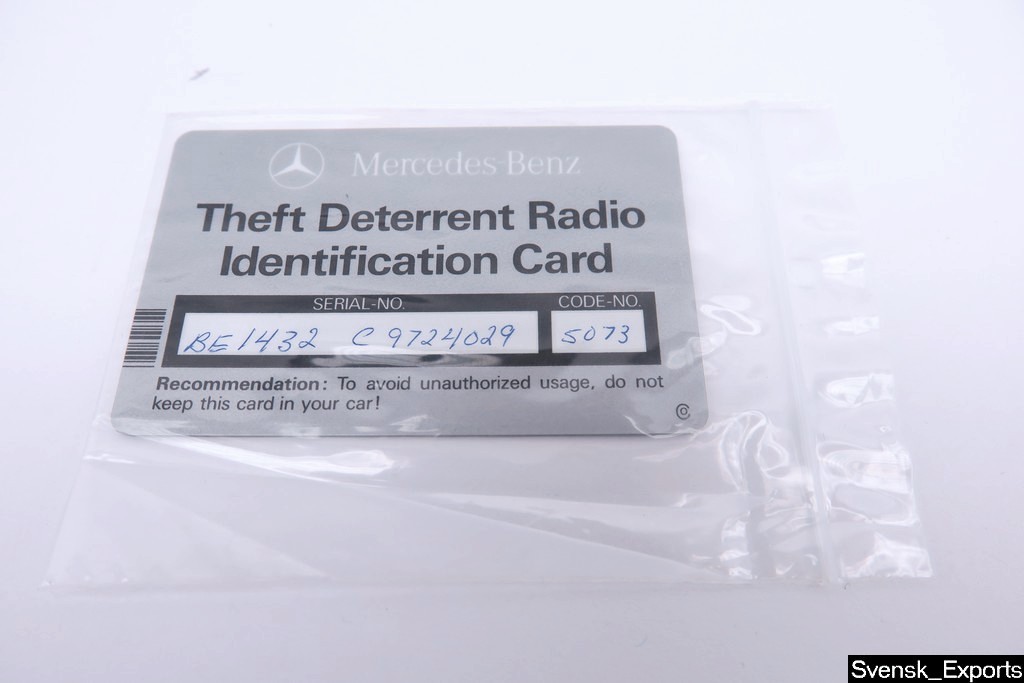 Mercedes-Benz
Theft Deterrent Radio
Identification Card
SERIAL-NO. CODE-NO.
BE1432 C9724029 5073
Recommendation: To avoid unauthorized usage, do not
keep this card in your car!
Svensk_Exports